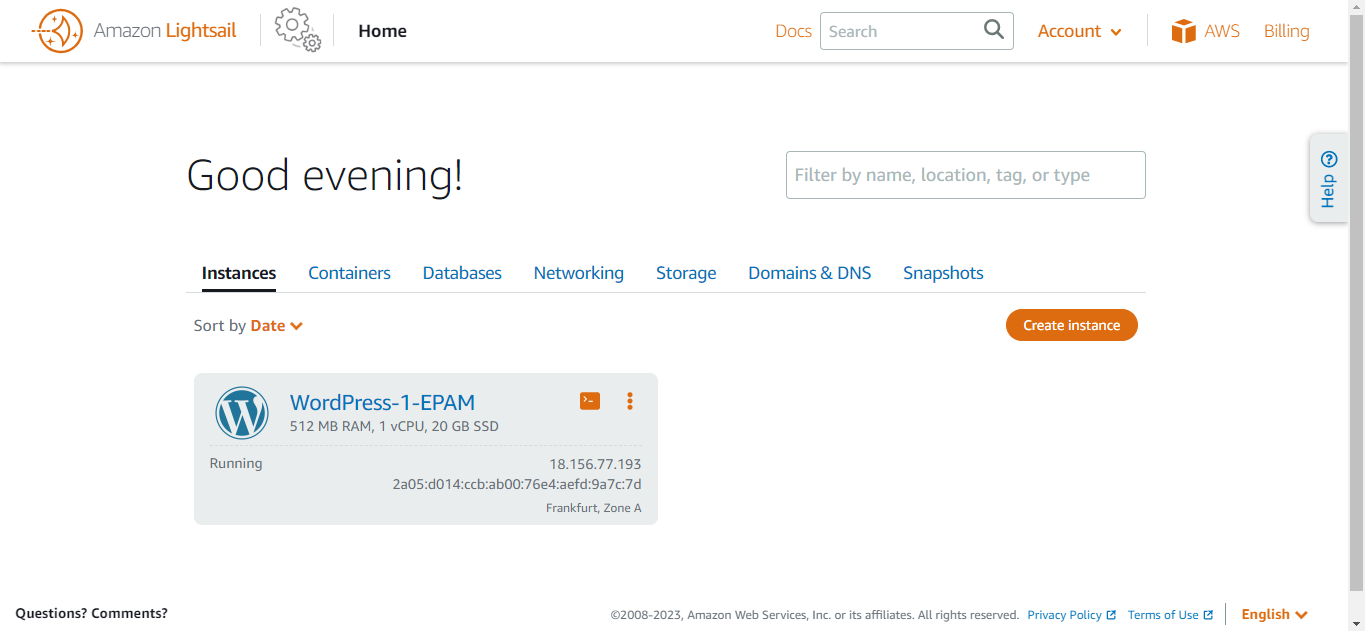 Amazon Lightsail
Home
Docs
Search
Account
AWS
Billing
Good evening!
Filter by name, location, tag, or type
Help
Instances
Containers
Databases
Networking
Storage
Domains & DNS
Snapshots
Sort by Date
Create instance
WordPress-1-EPAM
512 MB RAM, 1 vCPU, 20 GB SSD
Running
18.156.77.193
2a05:d014:ccb:ab00:76e4:aefd:9a7c:7d
Frankfurt, Zone A
Questions? Comments?
©2008-2023, Amazon Web Services, Inc. or its affiliates. All rights reserved.
Privacy Policy
Terms of Use
English